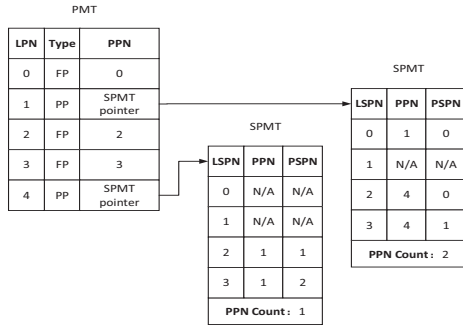 PMT
LPN Type PPN
0 FP 0
1 PP SPMT pointer
2 FP 2
3 FP 3
4 PP SPMT pointer
SPMT
LSPN PPN PSPN
0 N/A N/A
1 N/A N/A
2 1 1
3 1 2
PPN Count： 1
SPMT
LSPN PPN PSPN
0 1 0
1 N/A N/A
2 4 0
3 4 1
PPN Count： 2